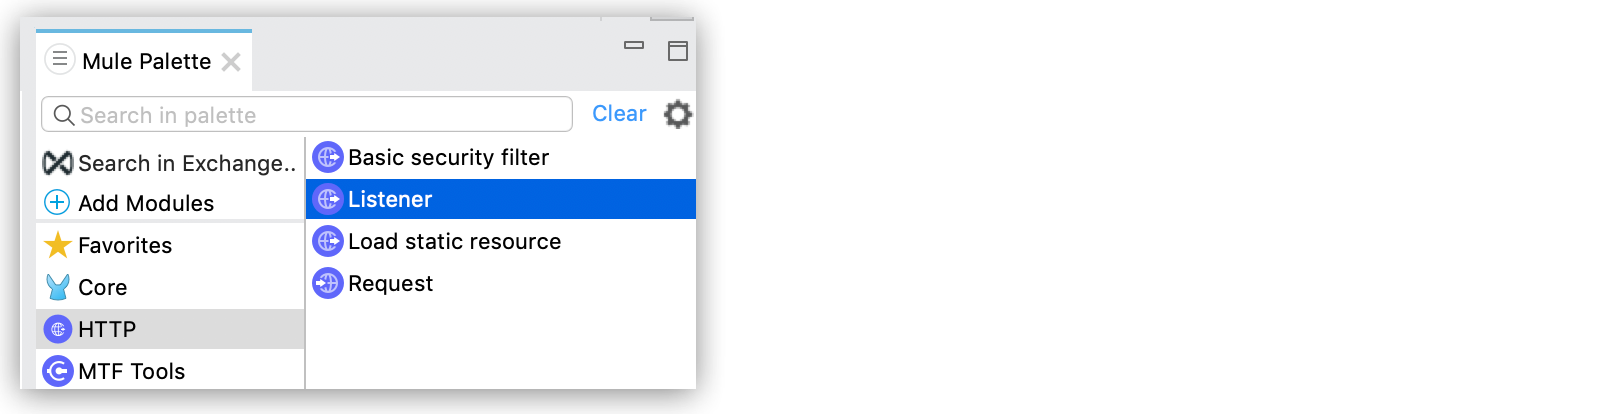 Mule Palette
Search in palette
Clear
Search in Exchange..
Add Modules
Favorites
Core
HTTP
MTF Tools
Basic security filter
Listener
Load static resource
Request